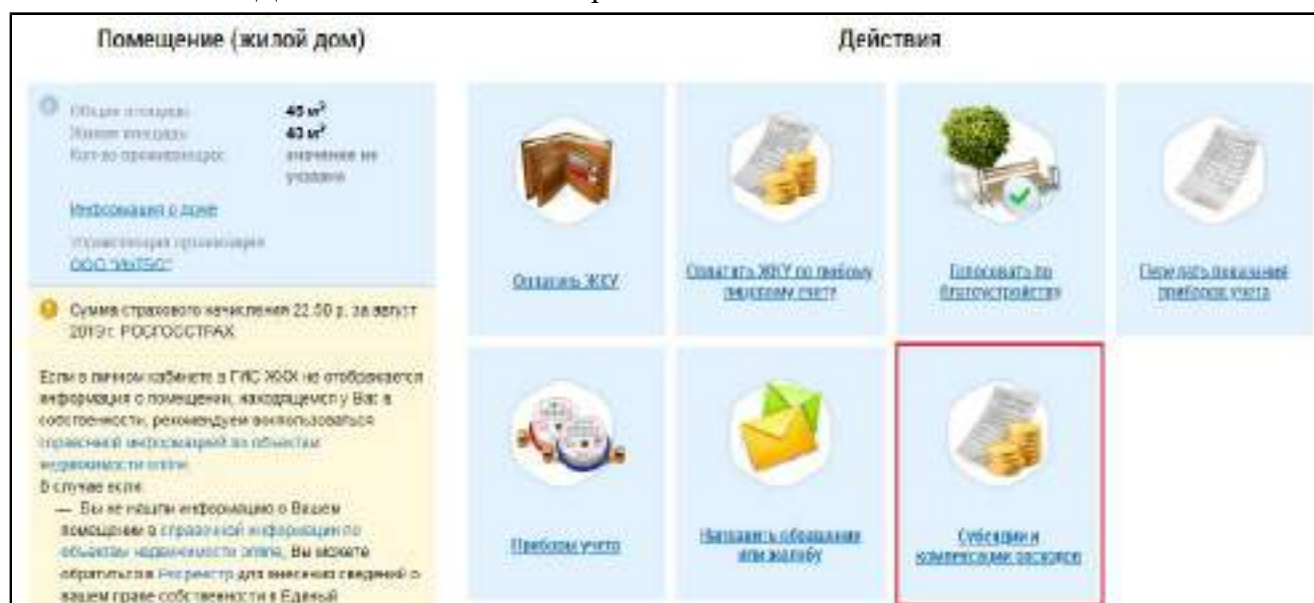 Помещение (жилой дом)
Действия
Общая площадь: 45 м²
Жилая площадь: 43 м²
Кол-во проживающих: значение не
указано
Информация о доме
Управляющая организация
ООО
Сумма страхового начисления 22.50 р. за август
2019 г. РОСГОССТРАХ
Если в личном кабинете в ГИС ЖКХ не отображается
информация о помещении, находящемся у Вас в
собственности, рекомендуем воспользоваться
справочной информацией по объектам
недвижимости online
В случае если:
— Вы не нашли информацию о Вашем
помещении в справочной информации по
объектам недвижимости online, Вы можете
обратиться в Росреестр для внесения сведений о
вашем праве собственности в Единый
Оплатить ЖКУ
Оплатить ЖКУ по любому
лицевому счету
Голосовать по
благоустройству
Передать показания
приборов учета
Приборы учета
Направить обращение
или жалобу
Субсидии и
компенсации расходов